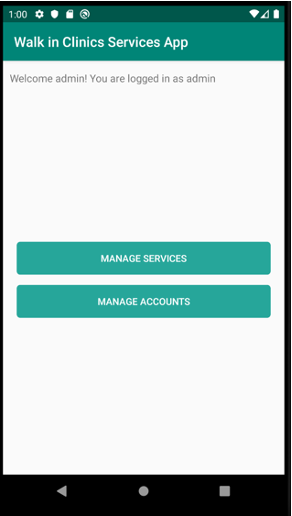 1:00
Walk in Clinics Services App
Welcome admin! You are logged in as admin
MANAGE SERVICES
MANAGE ACCOUNTS